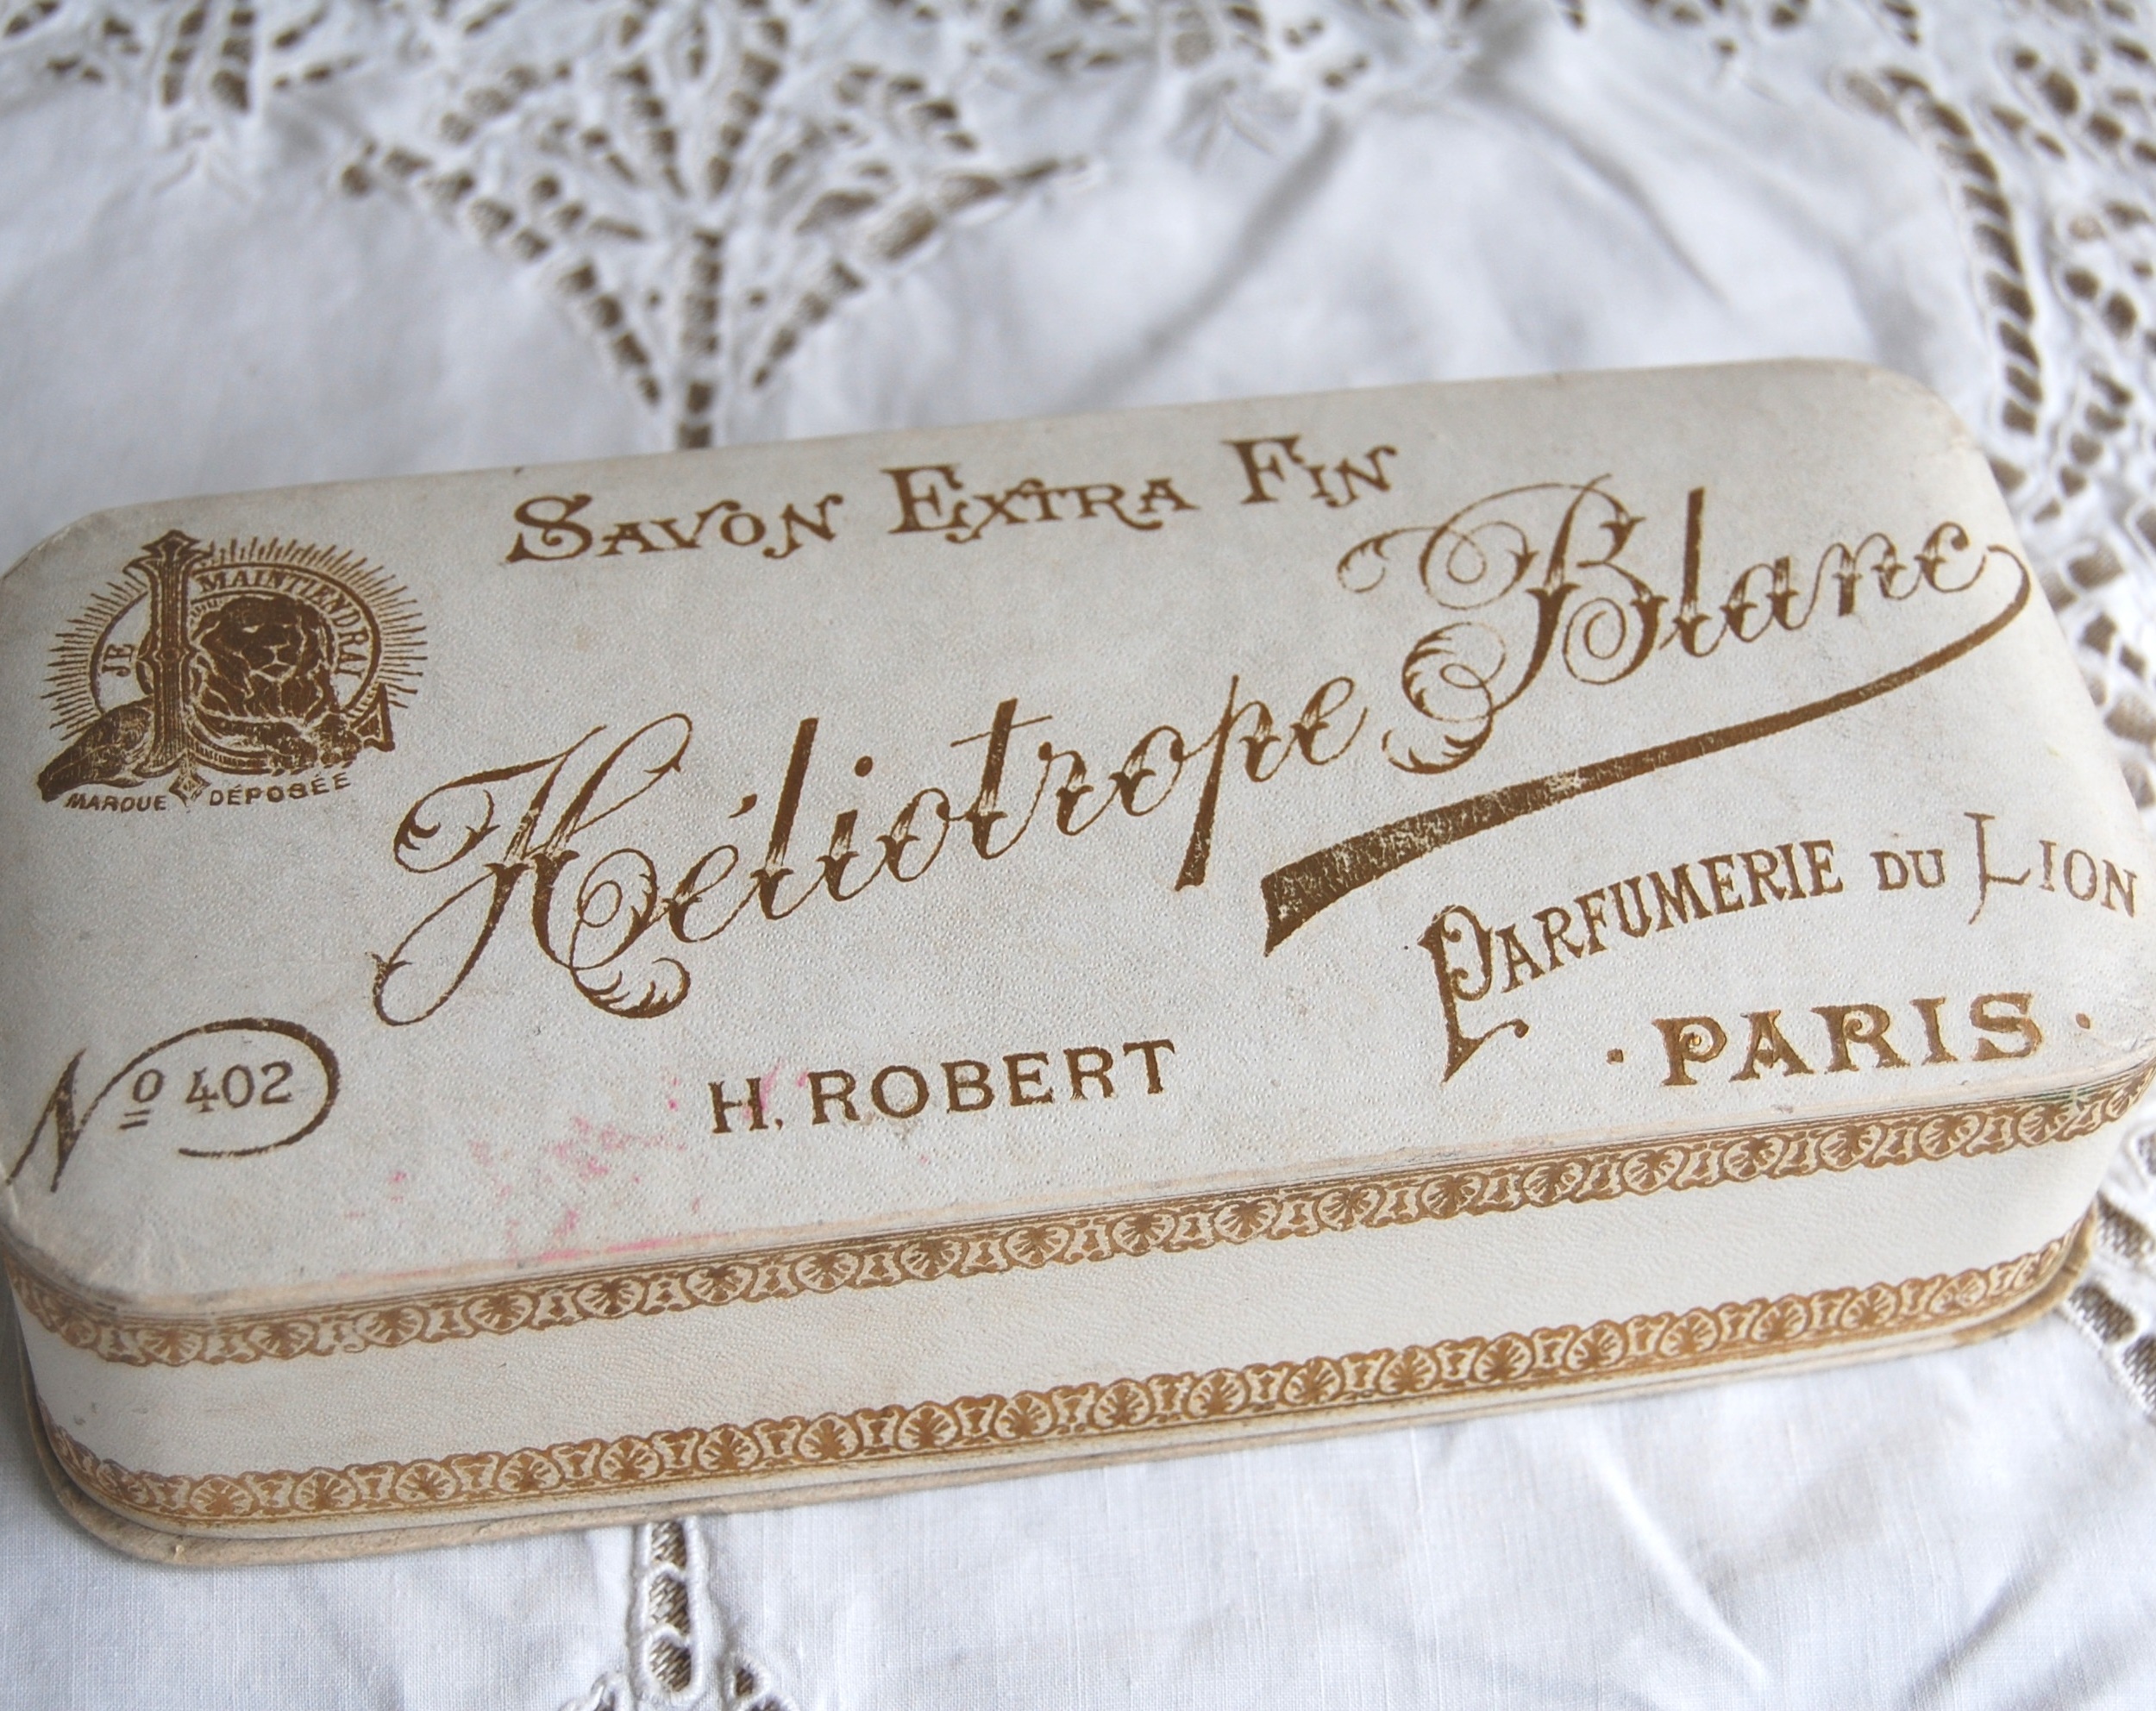 Savon Extra Fin
JE MAINTIENDRAI
MARQUE DÉPOSÉE
Héliotrope Blanc
Parfumerie du Lion
· PARIS ·
Nº 402
H. ROBERT